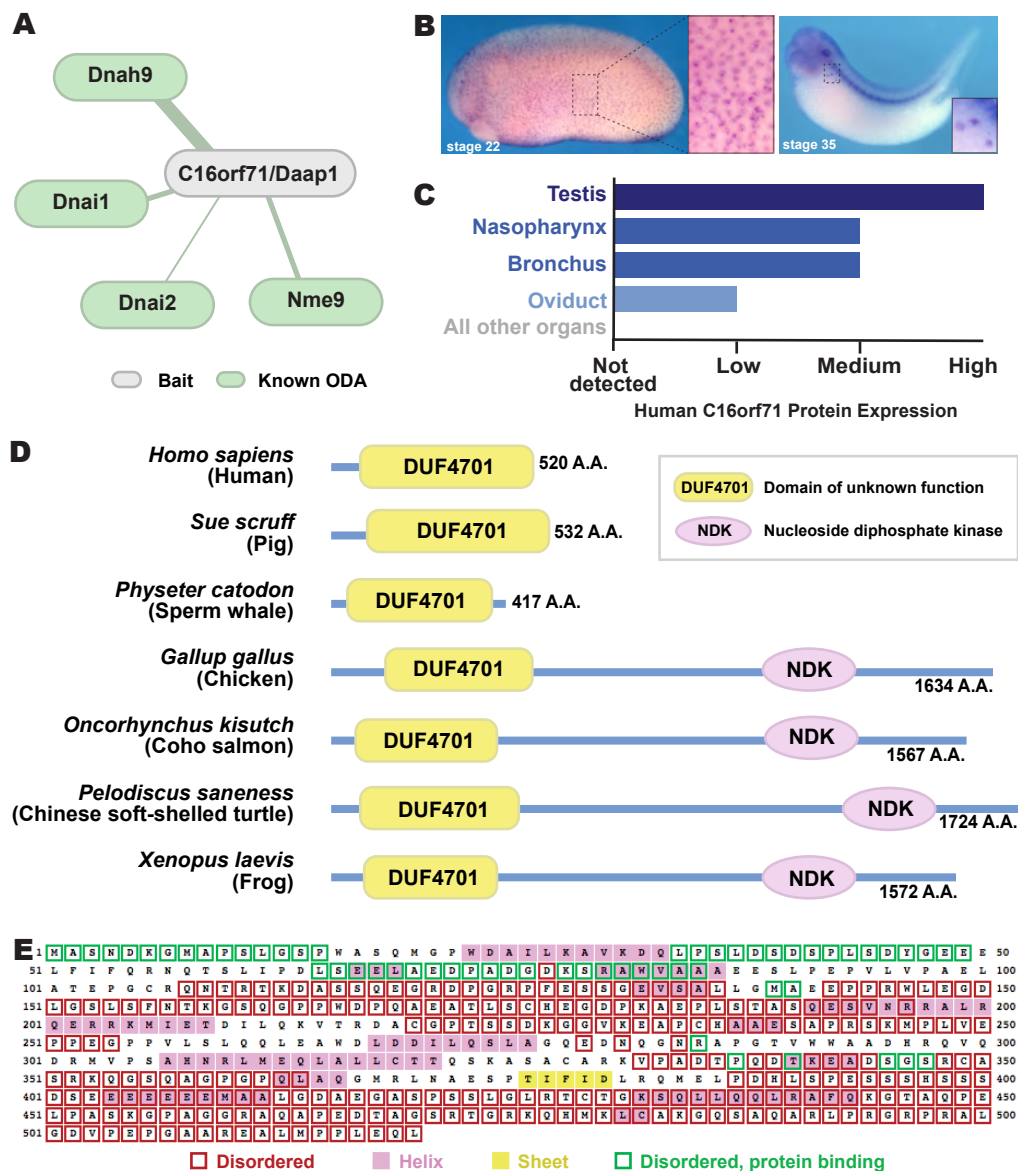 A
Dnah9
C16orf71/Daap1
Dnai1
Dnai2
Nme9
Bait
Known ODA
B
stage 22
stage 35
C
Testis
Nasopharynx
Bronchus
Oviduct
All other organs
Not detected
Low
Medium
High
Human C16orf71 Protein Expression
D
Homo sapiens
(Human)
DUF4701
520 A.A.
DUF4701
Domain of unknown function
NDK
Nucleoside diphosphate kinase
Sue scruff
(Pig)
DUF4701
532 A.A.
Physeter catodon
(Sperm whale)
DUF4701
417 A.A.
Gallup gallus
(Chicken)
DUF4701
NDK
1634 A.A.
Oncorhynchus kisutch
(Coho salmon)
DUF4701
NDK
1567 A.A.
Pelodiscus saneness
(Chinese soft-shelled turtle)
DUF4701
NDK
1724 A.A.
Xenopus laevis
(Frog)
DUF4701
NDK
1572 A.A.
E
1 M A S N D K G M A P S L G S P W A S Q M G P W D A I L K A V K D Q L P S L D S D S P L S D Y G E E E 50
51 L F I F Q R N Q T S L I P D L S E E L A E D P A D G D K S R A W V A A A E E S L P E P V L V P A E L 100
101 A T E P G C R Q N T R T K D A S S Q E G R D P G R P F E S S G E V S A L L G M A E E P P R W L E G D 150
151 L G S L S F N T K G S Q G P P W D P Q A E A T L S C H E G D P K A E P L S T A S Q E S V N R R A L R 200
201 Q E R R K M I E T D I L Q K V T R D A C G P T S S D K G G V K E A P C H A A E S A P R S K M P L V E 250
251 P P E G P P V L S L Q Q L E A W D L D D I L Q S L A G Q E D N Q G N R A P G T V W W A A D H R Q V Q 300
301 D R M V P S A H N R L M E Q L A L L C T T Q S K A S A C A R K V P A D T P Q D T K E A D S G S R C A 350
351 S R K Q G S Q A G P G P Q L A Q G M R L N A E S P T I F I D L R Q M E L P D H L S P E S S S H S S S 400
401 D S E E E E E E E M A A L G D A E G A S P S S L G L R T C T G K S Q L L Q Q L R A F Q K G T A Q P E 450
451 L P A S K G P A G G R A Q A P E D T A G S R T G R K Q H M K L C A K G Q S A Q A R L P R G R P R A L 500
501 G D V P E P G A A R E A L M P P L E Q L
Disordered
Helix
Sheet
Disordered, protein binding